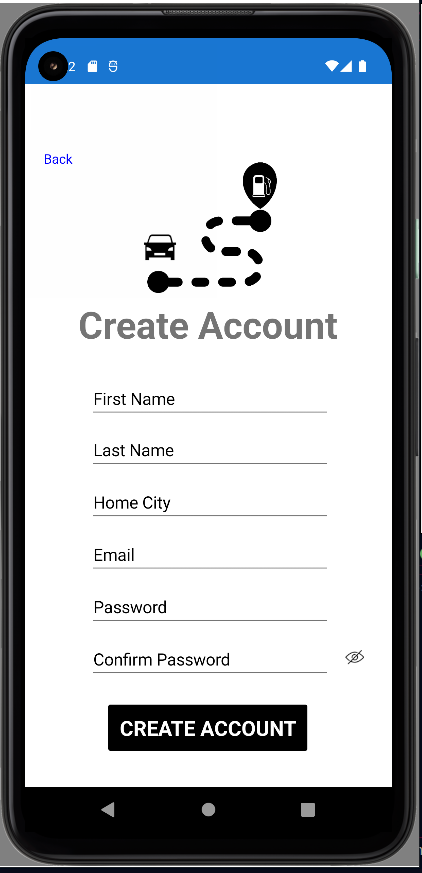 2
Back
Create Account
First Name
Last Name
Home City
Email
Password
Confirm Password
CREATE ACCOUNT